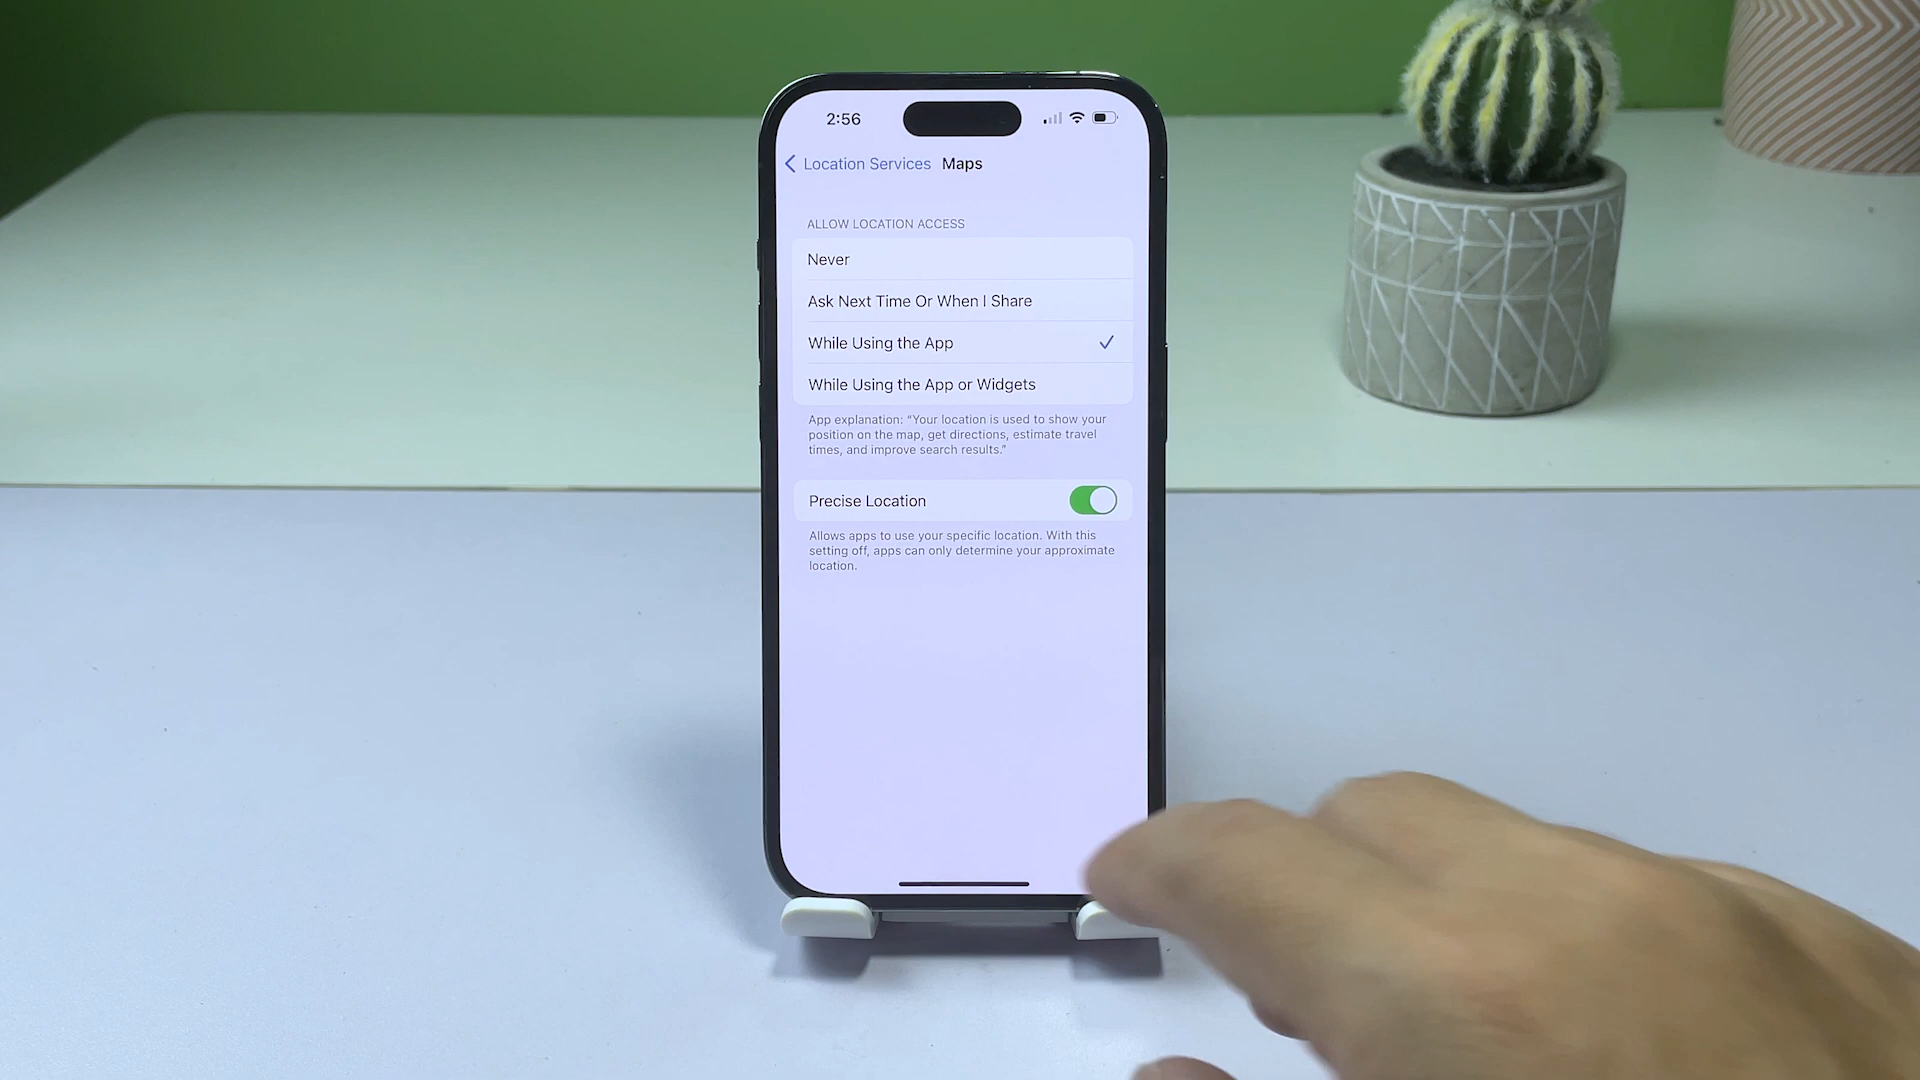 2:56
Location Services Maps
ALLOW LOCATION ACCESS
Never
Ask Next Time Or When I Share
While Using the App
While Using the App or Widgets
App explanation: “Your location is used to show your
position on the map, get directions, estimate travel
times, and improve search results.”
Precise Location
Allows apps to use your specific location. With this
setting off, apps can only determine your approximate
location.